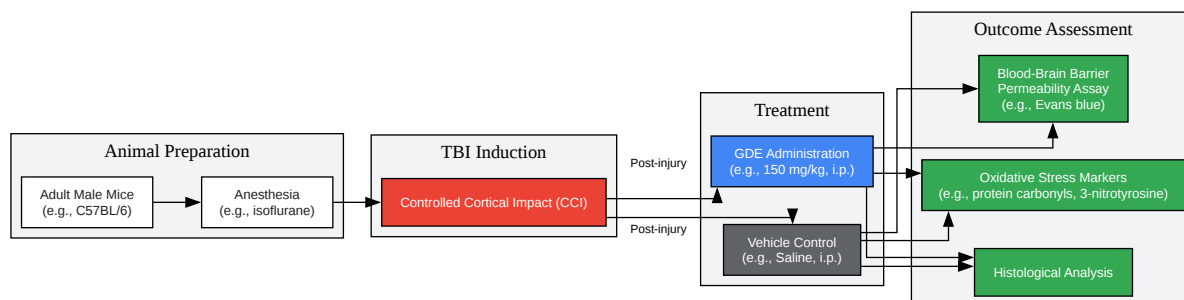 Animal Preparation
Adult Male Mice
(e.g., C57BL/6)
Anesthesia
(e.g., isoflurane)
TBI Induction
Controlled Cortical Impact (CCI)
Post-injury
Post-injury
Treatment
GDE Administration
(e.g., 150 mg/kg, i.p.)
Vehicle Control
(e.g., Saline, i.p.)
Outcome Assessment
Blood-Brain Barrier
Permeability Assay
(e.g., Evans blue)
Oxidative Stress Markers
(e.g., protein carbonyls, 3-nitrotyrosine)
Histological Analysis